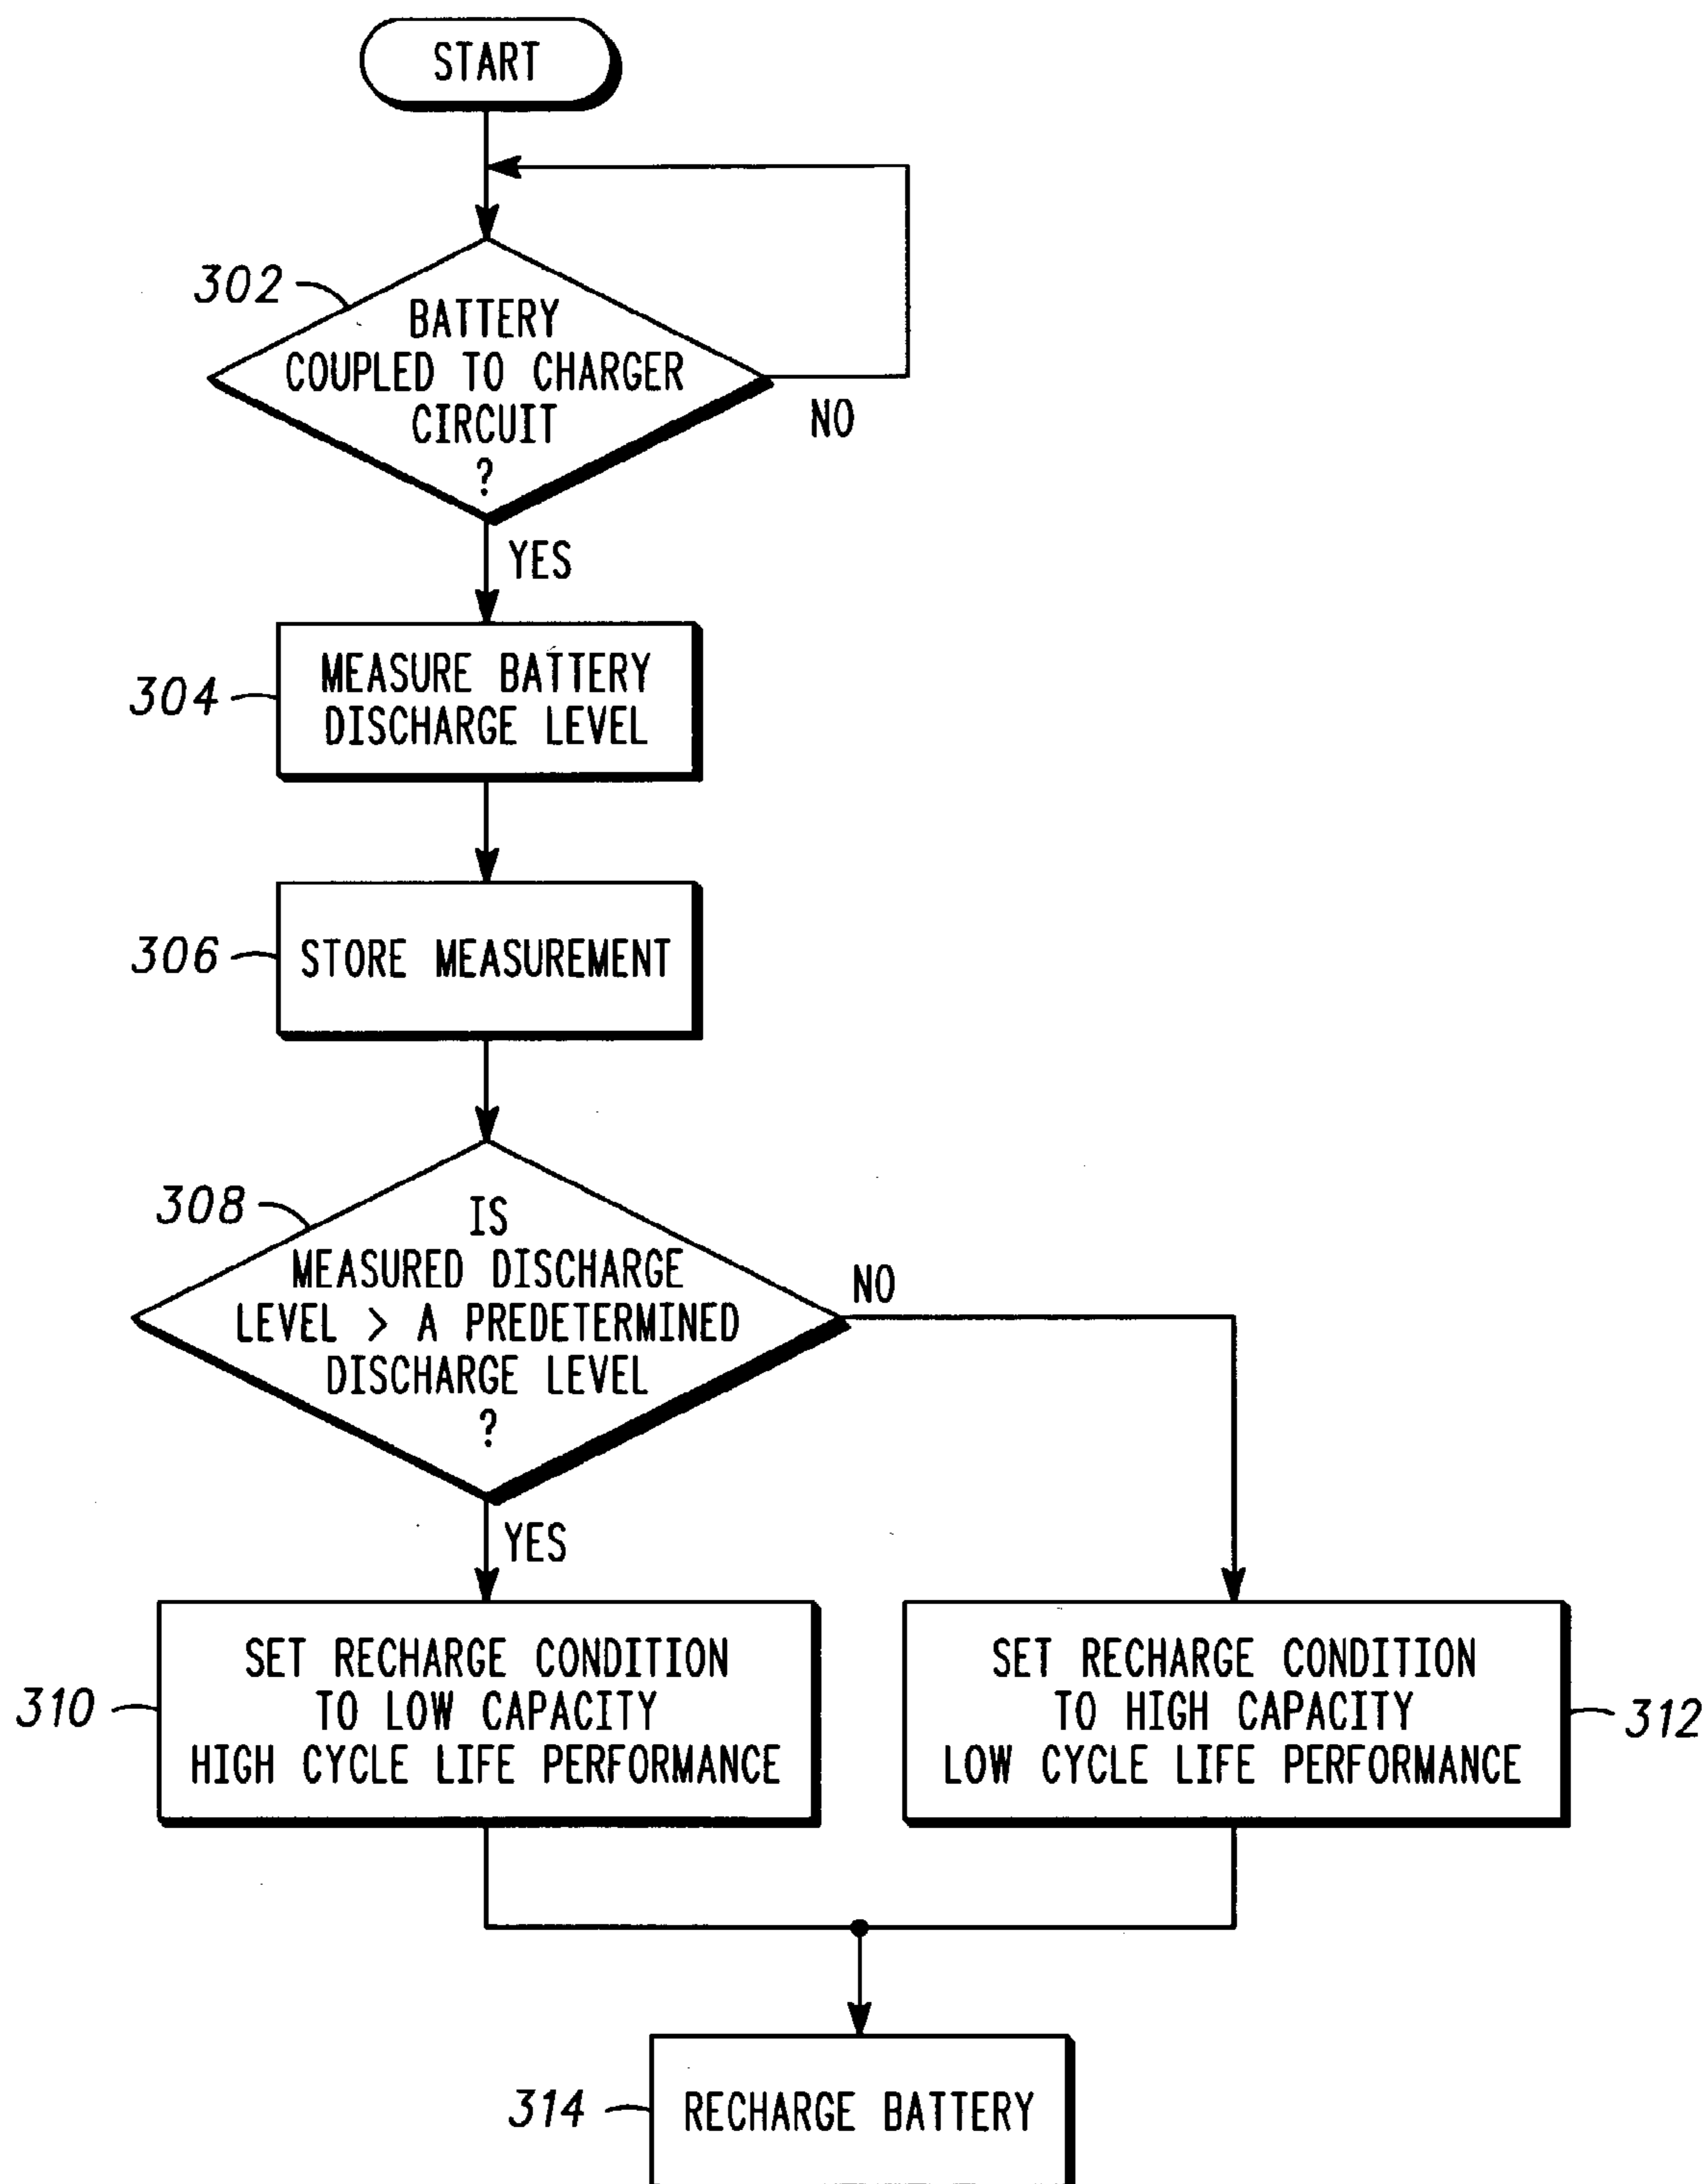 START
302
BATTERY
COUPLED TO CHARGER
CIRCUIT
?
NO
YES
304
MEASURE BATTERY
DISCHARGE LEVEL
306
STORE MEASUREMENT
308
IS
MEASURED DISCHARGE
LEVEL > A PREDETERMINED
DISCHARGE LEVEL
?
NO
YES
310
SET RECHARGE CONDITION
TO LOW CAPACITY
HIGH CYCLE LIFE PERFORMANCE
SET RECHARGE CONDITION
TO HIGH CAPACITY
LOW CYCLE LIFE PERFORMANCE
312
314
RECHARGE BATTERY